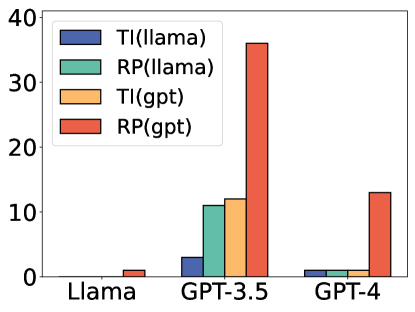 40
30
20
10
0
TI(llama)
RP(llama)
TI(gpt)
RP(gpt)
Llama GPT-3.5 GPT-4